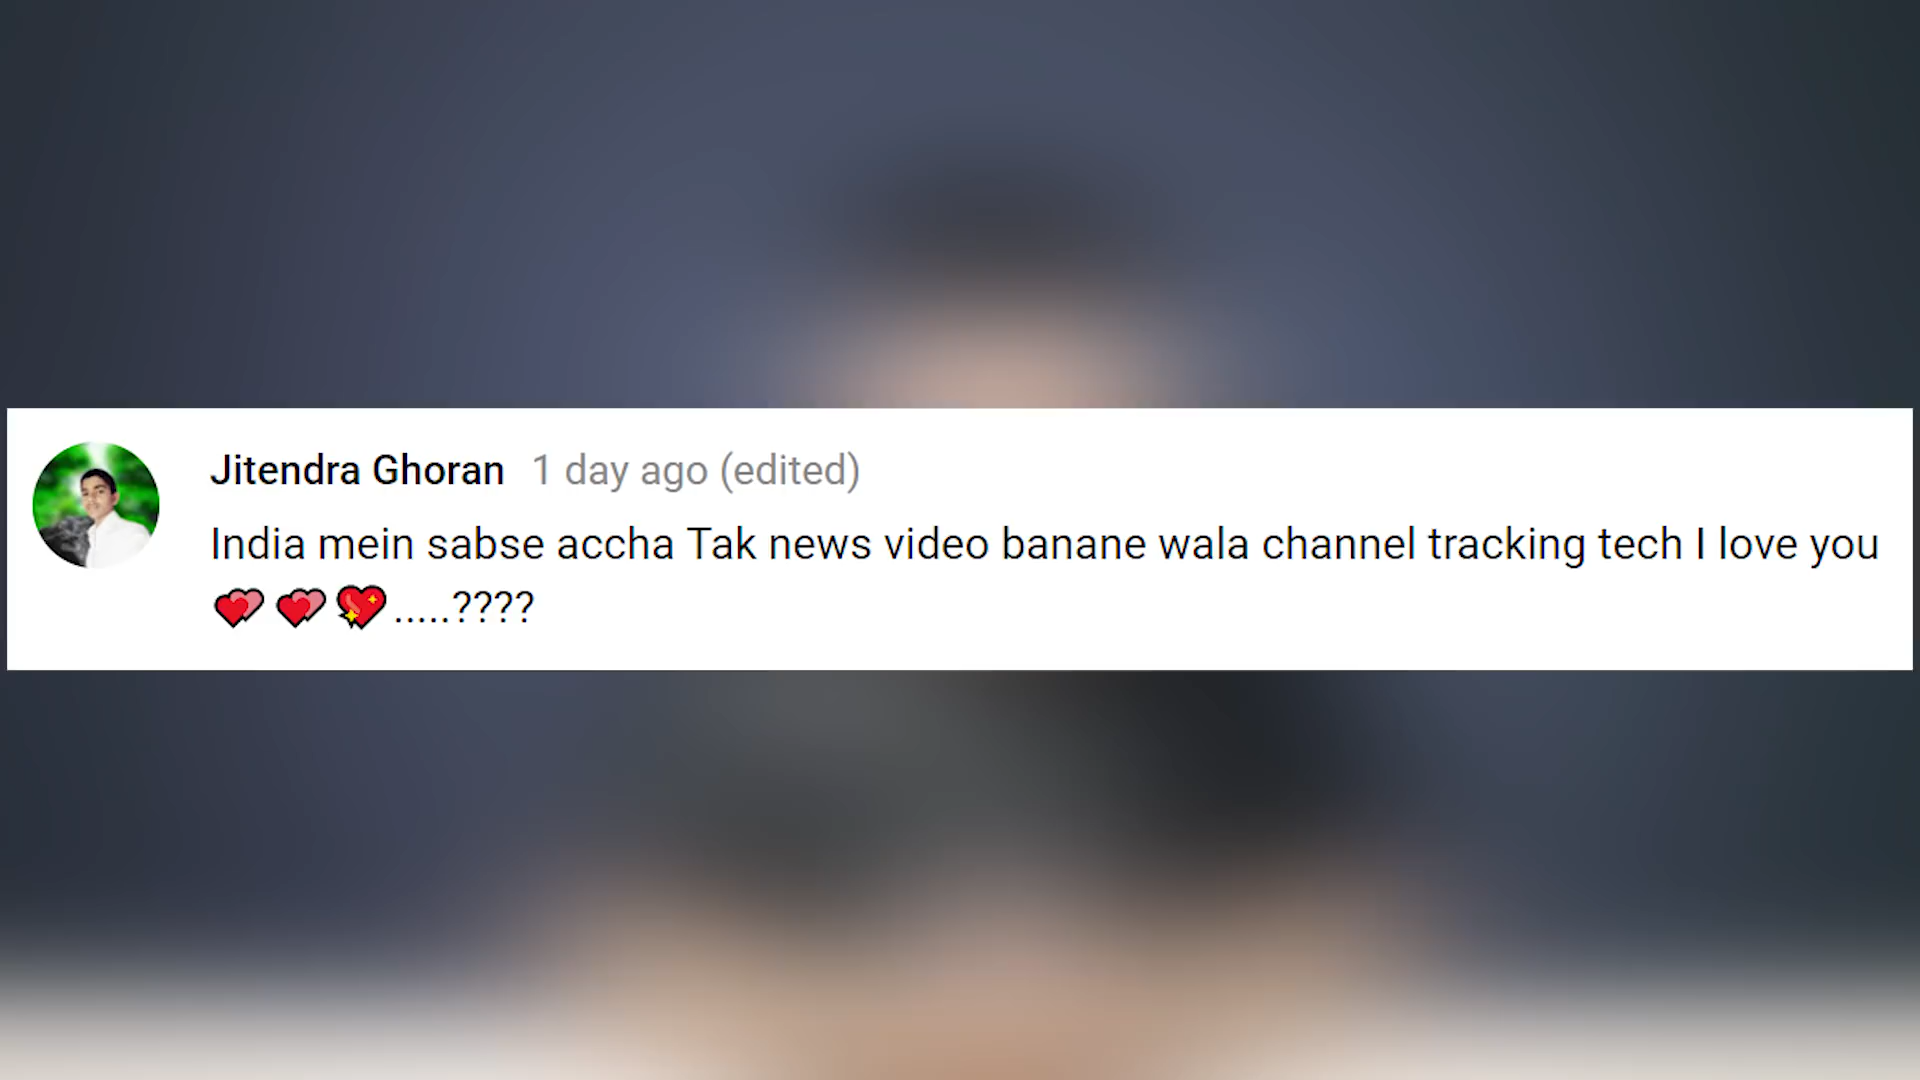 Jitendra Ghoran 1 day ago (edited)
India mein sabse accha Tak news video banane wala channel tracking tech I love you
💕 💕 💖.....????